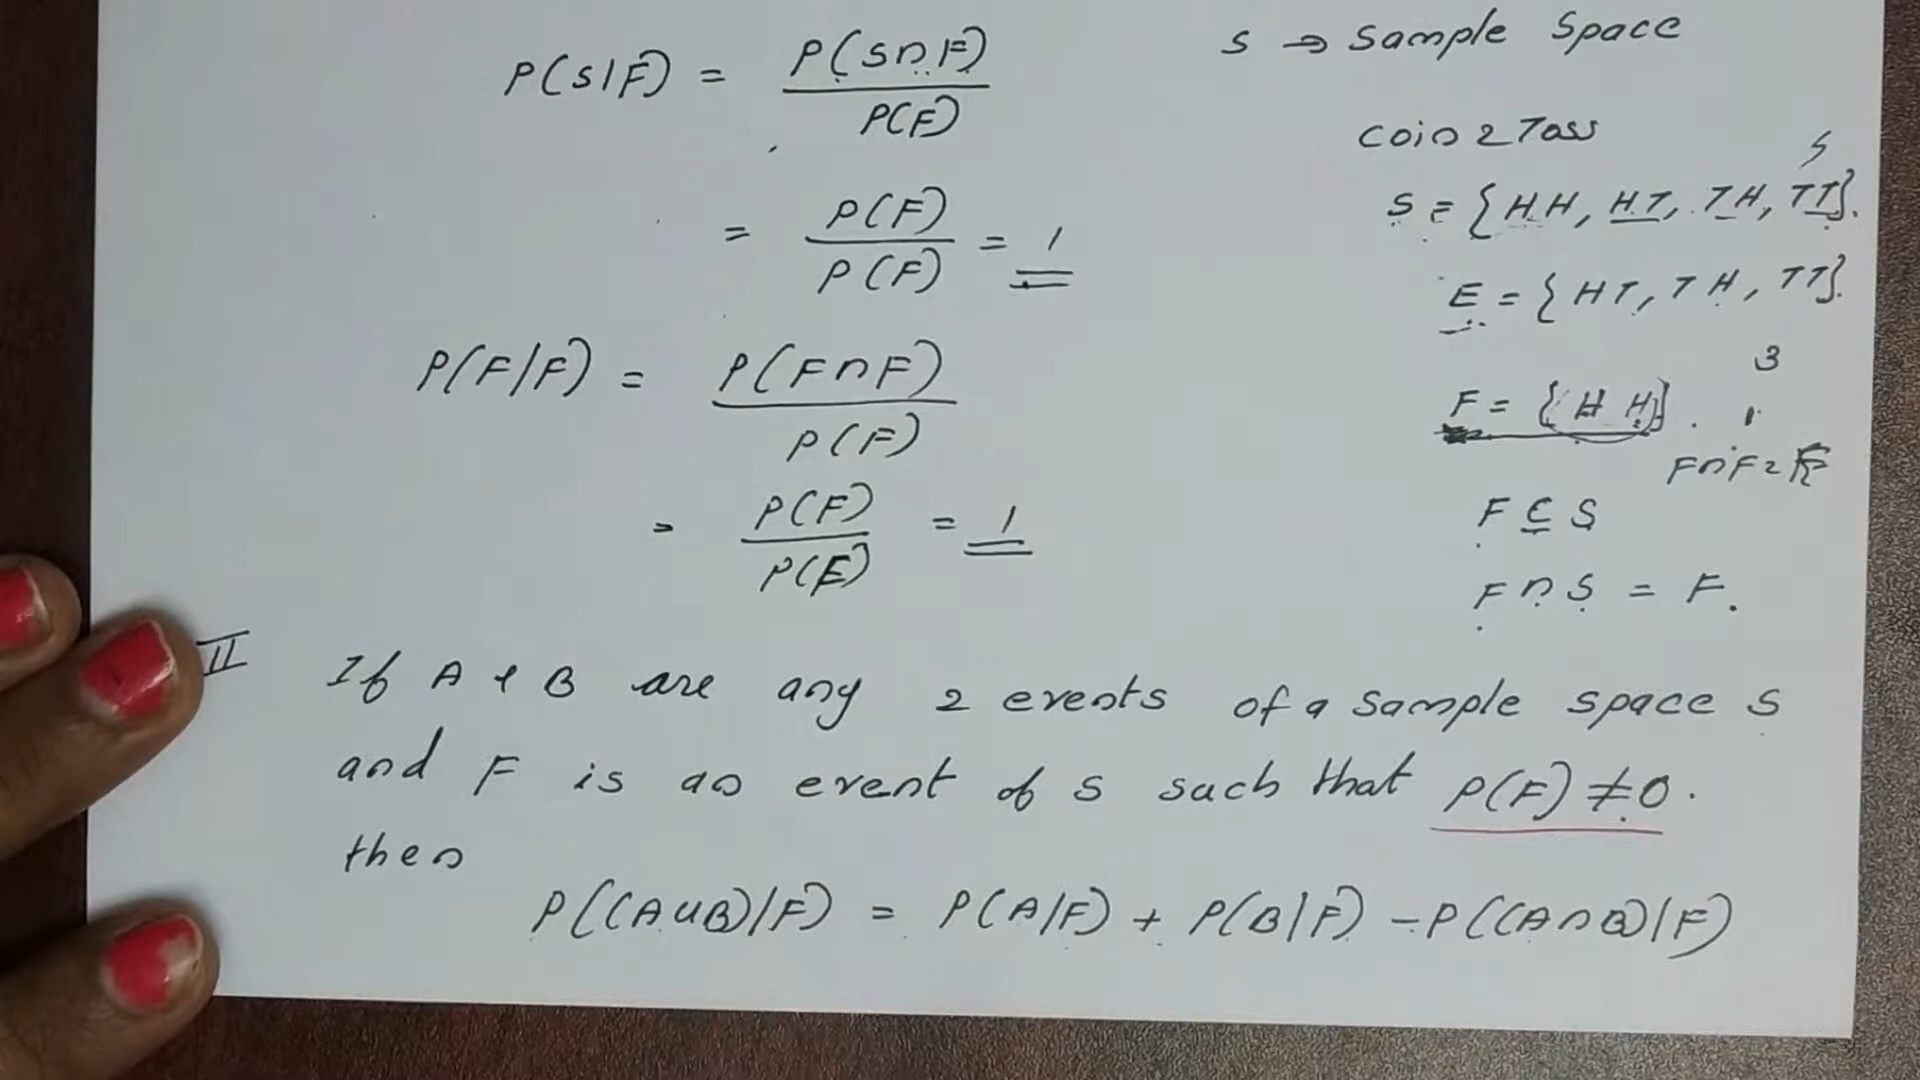 P(S|F) = P(S∩F) / P(F)
= P(F) / P(F) = 1
P(F/F) = P(F∩F) / P(F)
= P(F) / P(F) = 1
S → Sample Space
Coin 2 Toss
S
S = {HH, HT, TH, TT}.
E = {HT, TH, TT}.
3
F = {H H} . 1
F∩F = F
F ⊆ S
F ∩ S = F.
II If A & B are any 2 events of a sample space S
and F is an event of S such that P(F) ≠ 0.
then
P((A∪B)|F) = P(A|F) + P(B|F) - P((A∩B)|F)